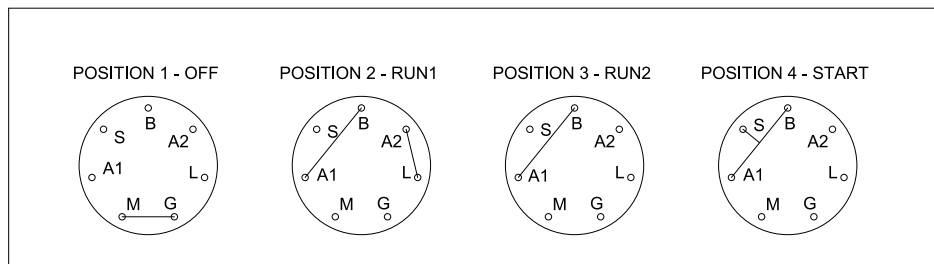 POSITION 1 - OFF
POSITION 2 - RUN1
POSITION 3 - RUN2
POSITION 4 - START
B
S
A2
A1
L
M
G
B
S
A2
A1
L
M
G
B
S
A2
A1
L
M
G
B
S
A2
A1
L
M
G